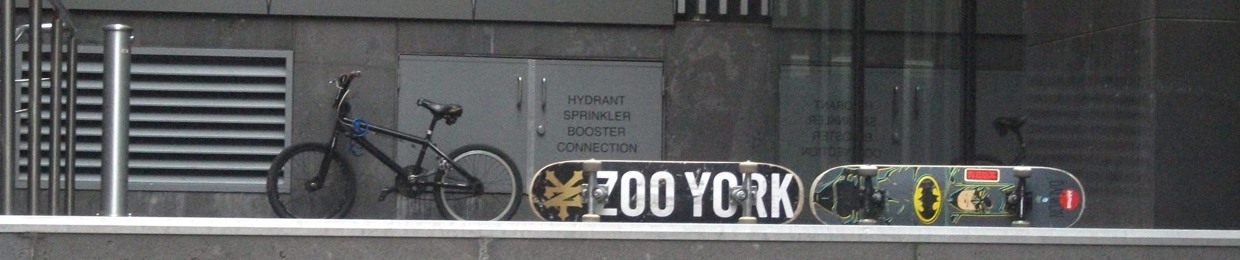 HYDRANT
SPRINKLER
BOOSTER
CONNECTION
ZOO YORK